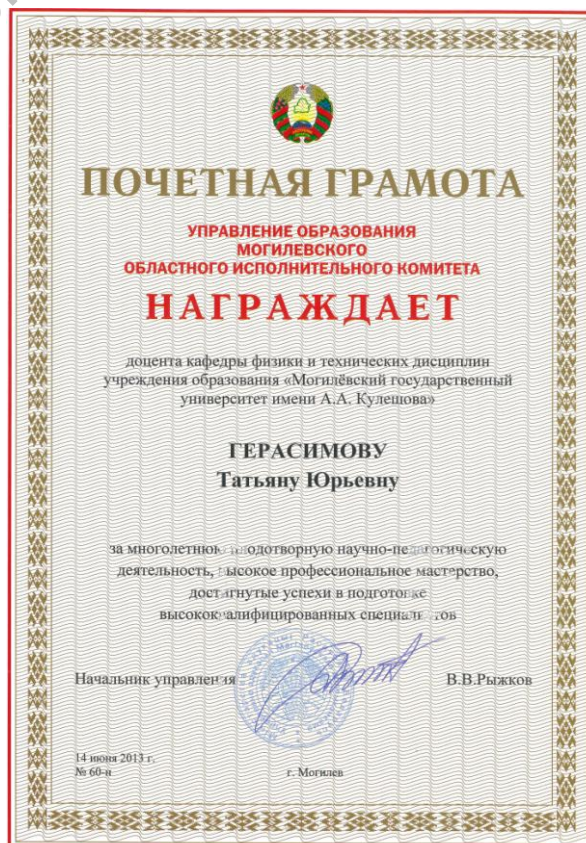 ПОЧЕТНАЯ ГРАМОТА
УПРАВЛЕНИЕ ОБРАЗОВАНИЯ
МОГИЛЕВСКОГО
ОБЛАСТНОГО ИСПОЛНИТЕЛЬНОГО КОМИТЕТА
НАГРАЖДАЕТ
доцента кафедры физики и технических дисциплин
учреждения образования «Могилёвский государственный
университет имени А.А. Кулешова»
ГЕРАСИМОВУ
Татьяну Юрьевну
за многолетнюю плодотворную научно-педагогическую
деятельность, высокое профессиональное мастерство,
достигнутые успехи в подготовке
высококвалифицированных специалистов
Начальник управления
В.В.Рыжков
14 июня 2013 г.
№ 60-н
г. Могилев